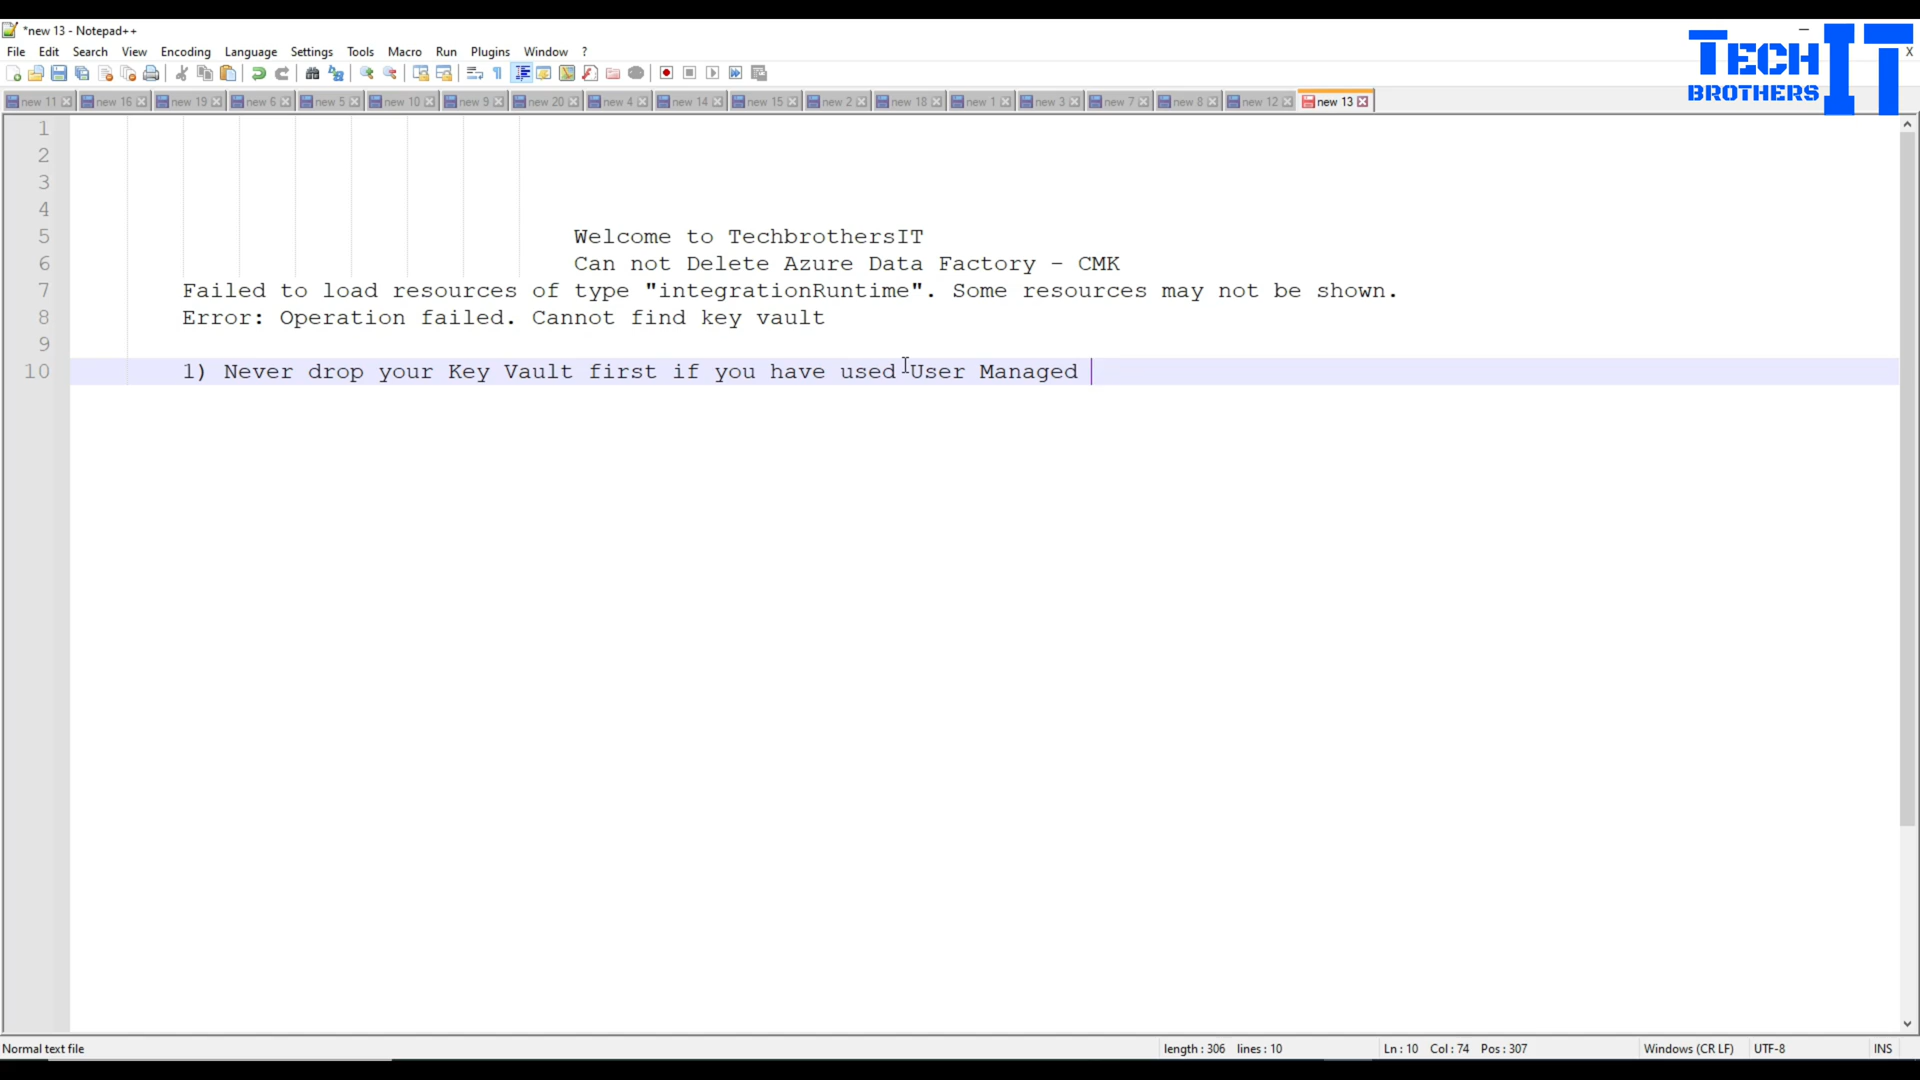 *new 13 - Notepad++
File Edit Search View Encoding Language Settings Tools Macro Run Plugins Window ?
X
TECH IT
BROTHERS
new 11 new 16 new 19 new 6 new 5 new 10 new 9 new 20 new 4 new 14 new 15 new 2 new 18 new 1 new 3 new 7 new 8 new 12 new 13
1
2
3
4
5 Welcome to TechbrothersIT
6 Can not Delete Azure Data Factory - CMK
7 Failed to load resources of type "integrationRuntime". Some resources may not be shown.
8 Error: Operation failed. Cannot find key vault
9
10 1) Never drop your Key Vault first if you have used User Managed
Normal text file length : 306 lines : 10 Ln : 10 Col : 74 Pos : 307 Windows (CR LF) UTF-8 INS